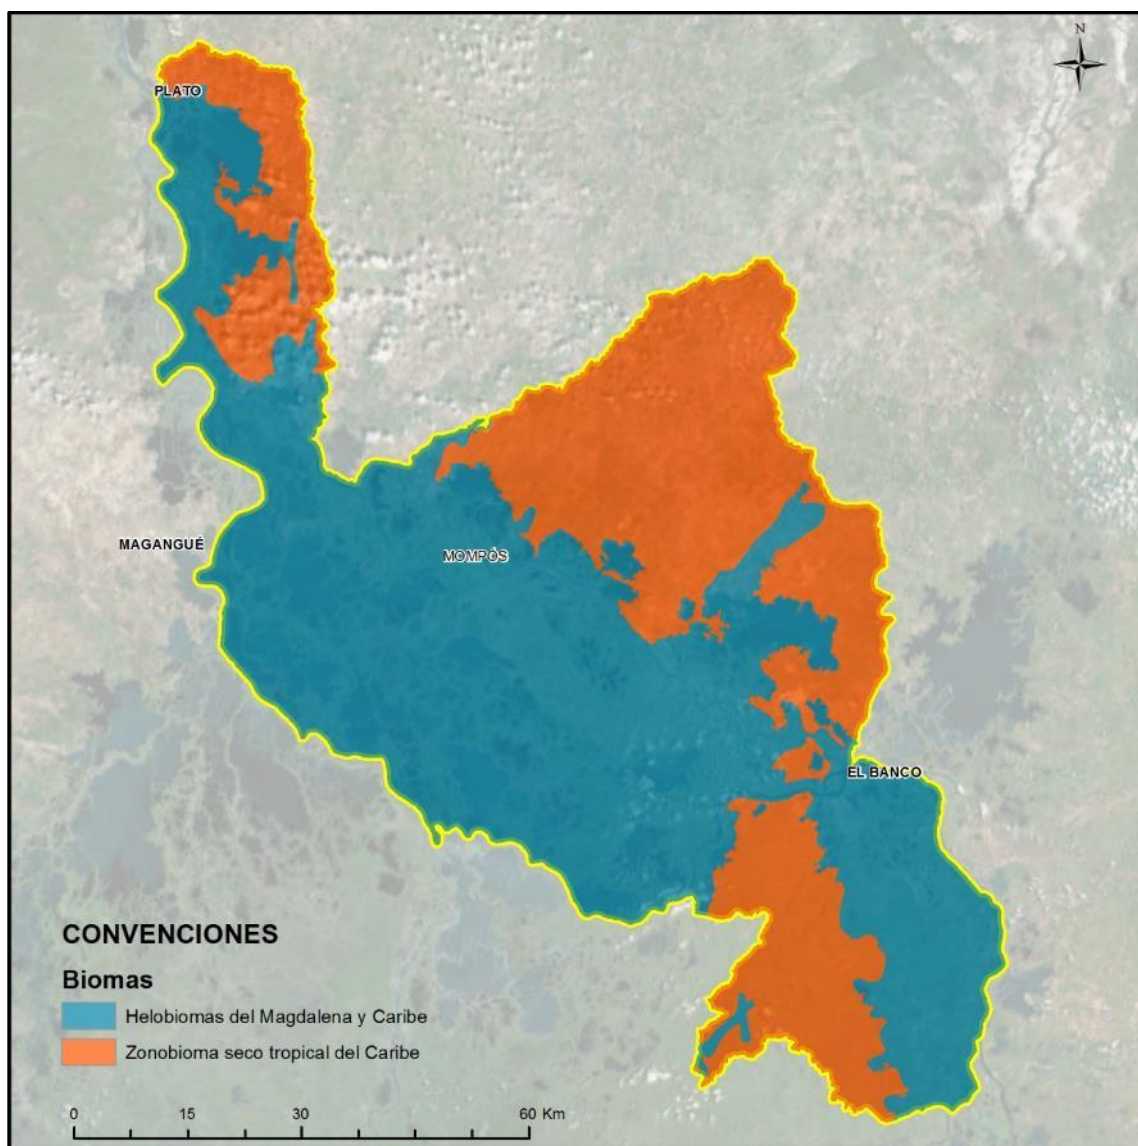 N
PLATO
MAGANGUÉ
MOMPÒS
EL BANCO
CONVENCIONES
Biomas
Helobiomas del Magdalena y Caribe
Zonobioma seco tropical del Caribe
0 15 30 60 Km